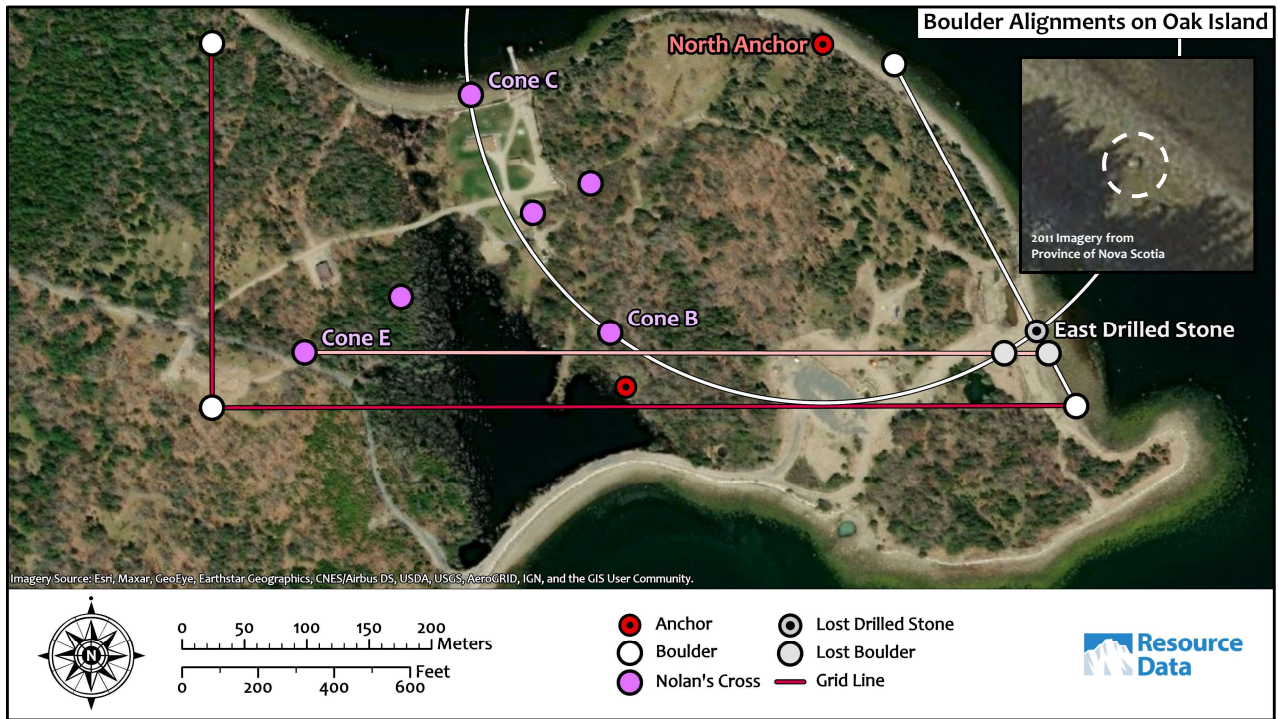 Boulder Alignments on Oak Island
North Anchor
Cone C
2011 Imagery from
Province of Nova Scotia
Cone B
East Drilled Stone
Cone E
Imagery Source: Esri, Maxar, GeoEye, Earthstar Geographics, CNES/Airbus DS, USDA, USGS, AeroGRID, IGN, and the GIS User Community.
N
0 50 100 150 200
Meters
Feet
0 200 400 600
Anchor
Boulder
Nolan's Cross
Lost Drilled Stone
Lost Boulder
Grid Line
Resource
Data